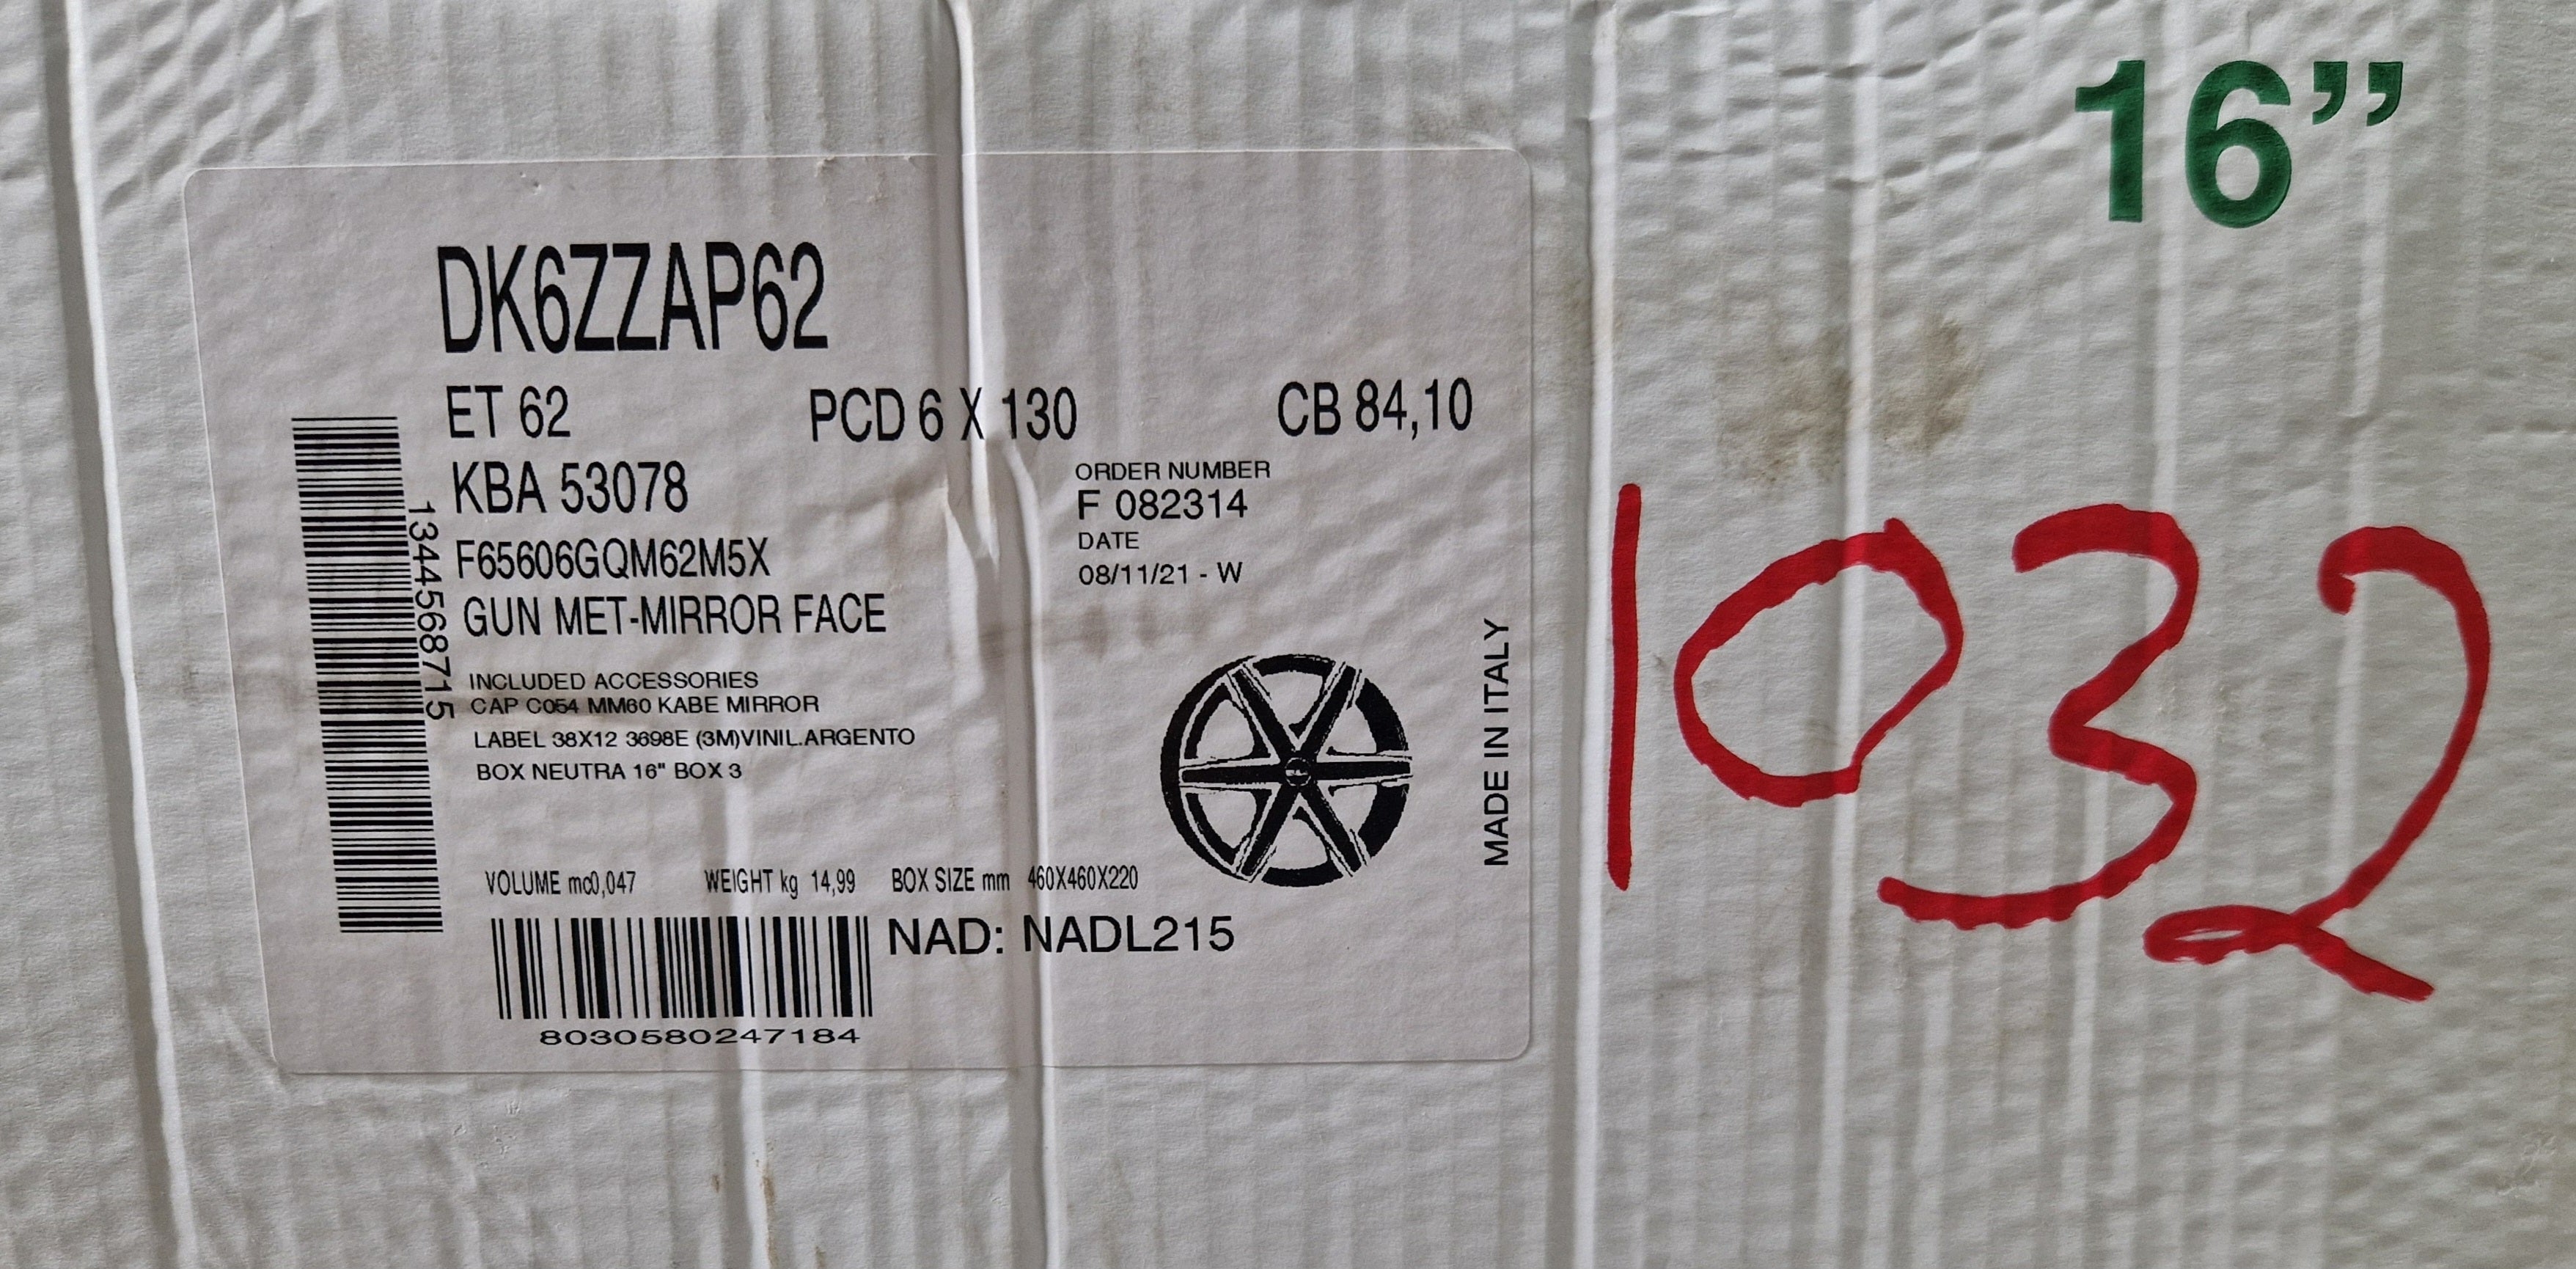 16”
DK6ZZAP62
ET 62 PCD 6 X 130 CB 84,10
KBA 53078
ORDER NUMBER
F 082314
F65606GQM62M5X
DATE
08/11/21 - W
GUN MET-MIRROR FACE
1344568715
INCLUDED ACCESSORIES
CAP C054 MM60 KABE MIRROR
LABEL 38X12 3698E (3M)VINIL.ARGENTO
BOX NEUTRA 16" BOX 3
MADE IN ITALY
VOLUME mc0,047 WEIGHT kg 14,99 BOX SIZE mm 460X460X220
NAD: NADL215
8030580247184
1032